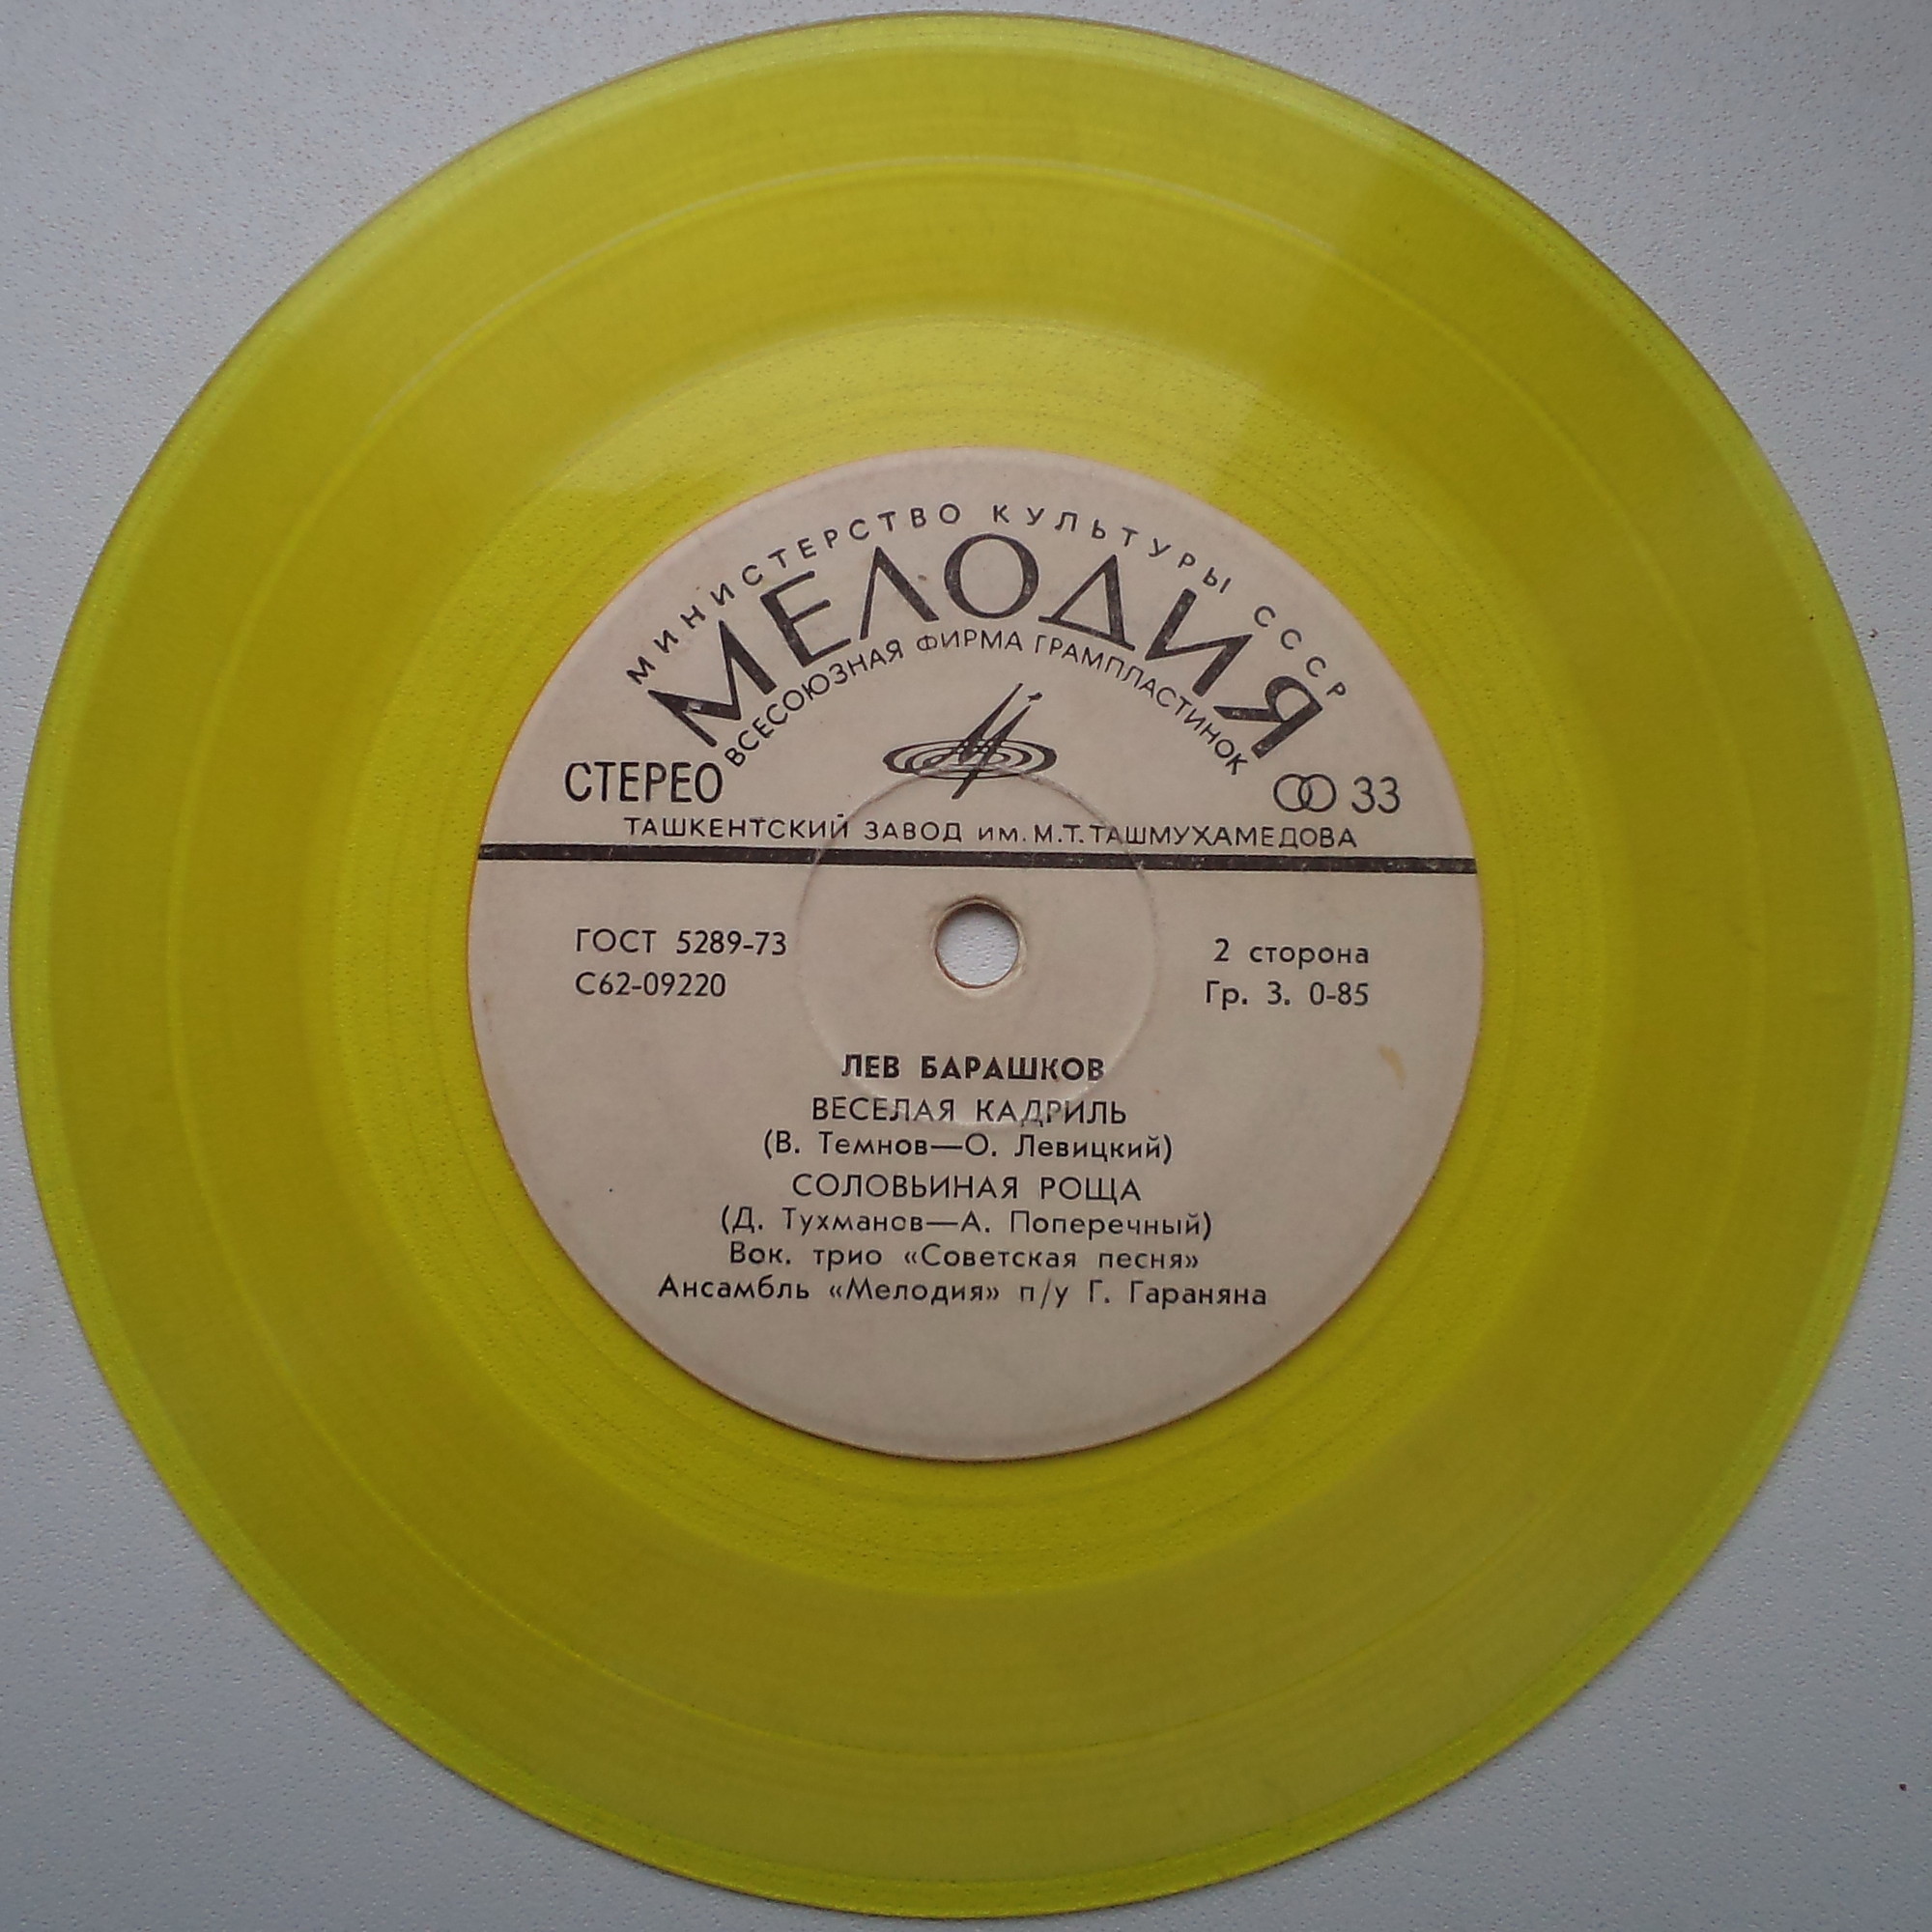 МИНИСТЕРСТВО КУЛЬТУРЫ СССР
МЕЛОДИЯ
ВСЕСОЮЗНАЯ ФИРМА ГРАМПЛАСТИНОК
СТЕРЕО
33
ТАШКЕНТСКИЙ ЗАВОД им. М.Т. ТАШМУХАМЕДОВА
ГОСТ 5289-73
С62-09220
2 сторона
Гр. 3. 0-85
ЛЕВ БАРАШКОВ
ВЕСЕЛАЯ КАДРИЛЬ
(В. Темнов—О. Левицкий)
СОЛОВЬИНАЯ РОЩА
(Д. Тухманов—А. Поперечный)
Вок. трио «Советская песня»
Ансамбль «Мелодия» п/у Г. Гараняна